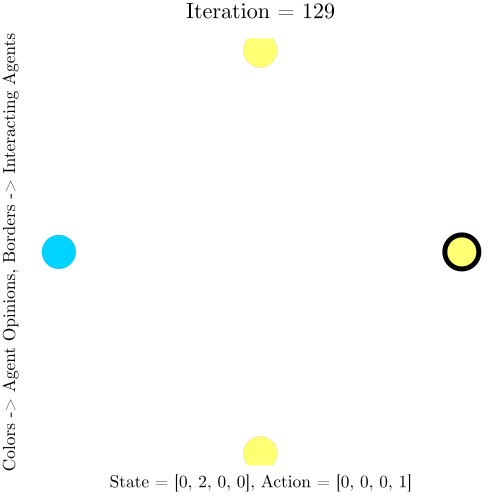 Iteration = 129
Colors -> Agent Opinions, Borders -> Interacting Agents
State = [0, 2, 0, 0], Action = [0, 0, 0, 1]